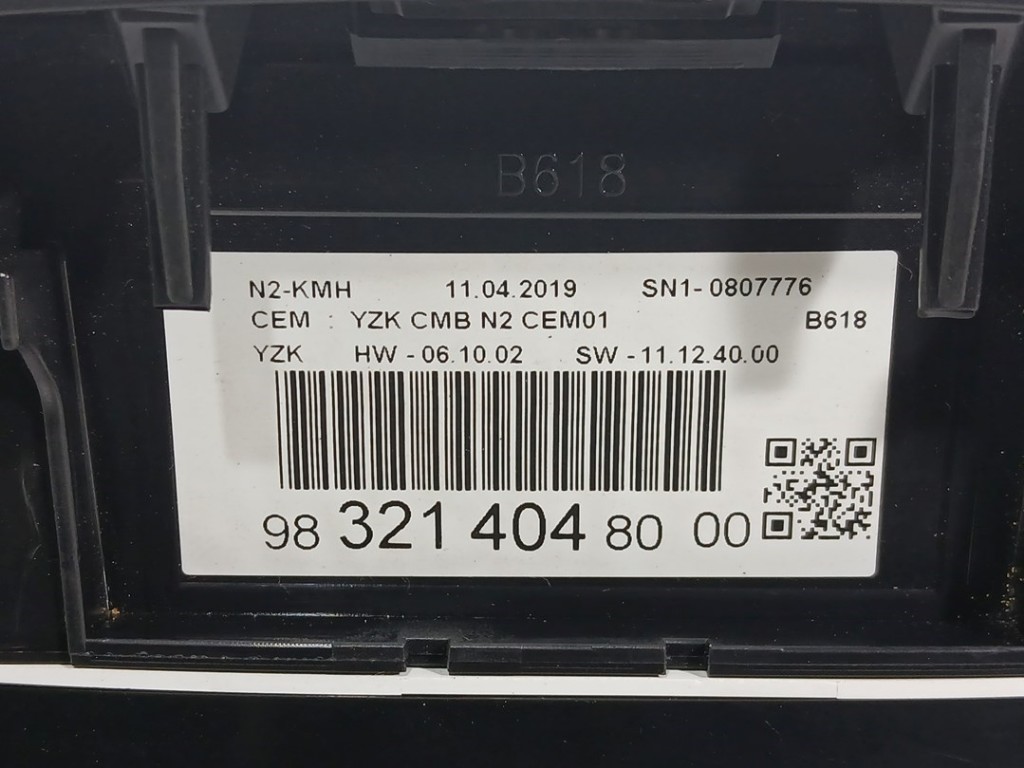 B618
N2-KMH 11.04.2019 SN1- 0807776
CEM : YZK CMB N2 CEM01 B618
YZK HW - 06.10.02 SW - 11.12.40.00
98 321 404 80 00